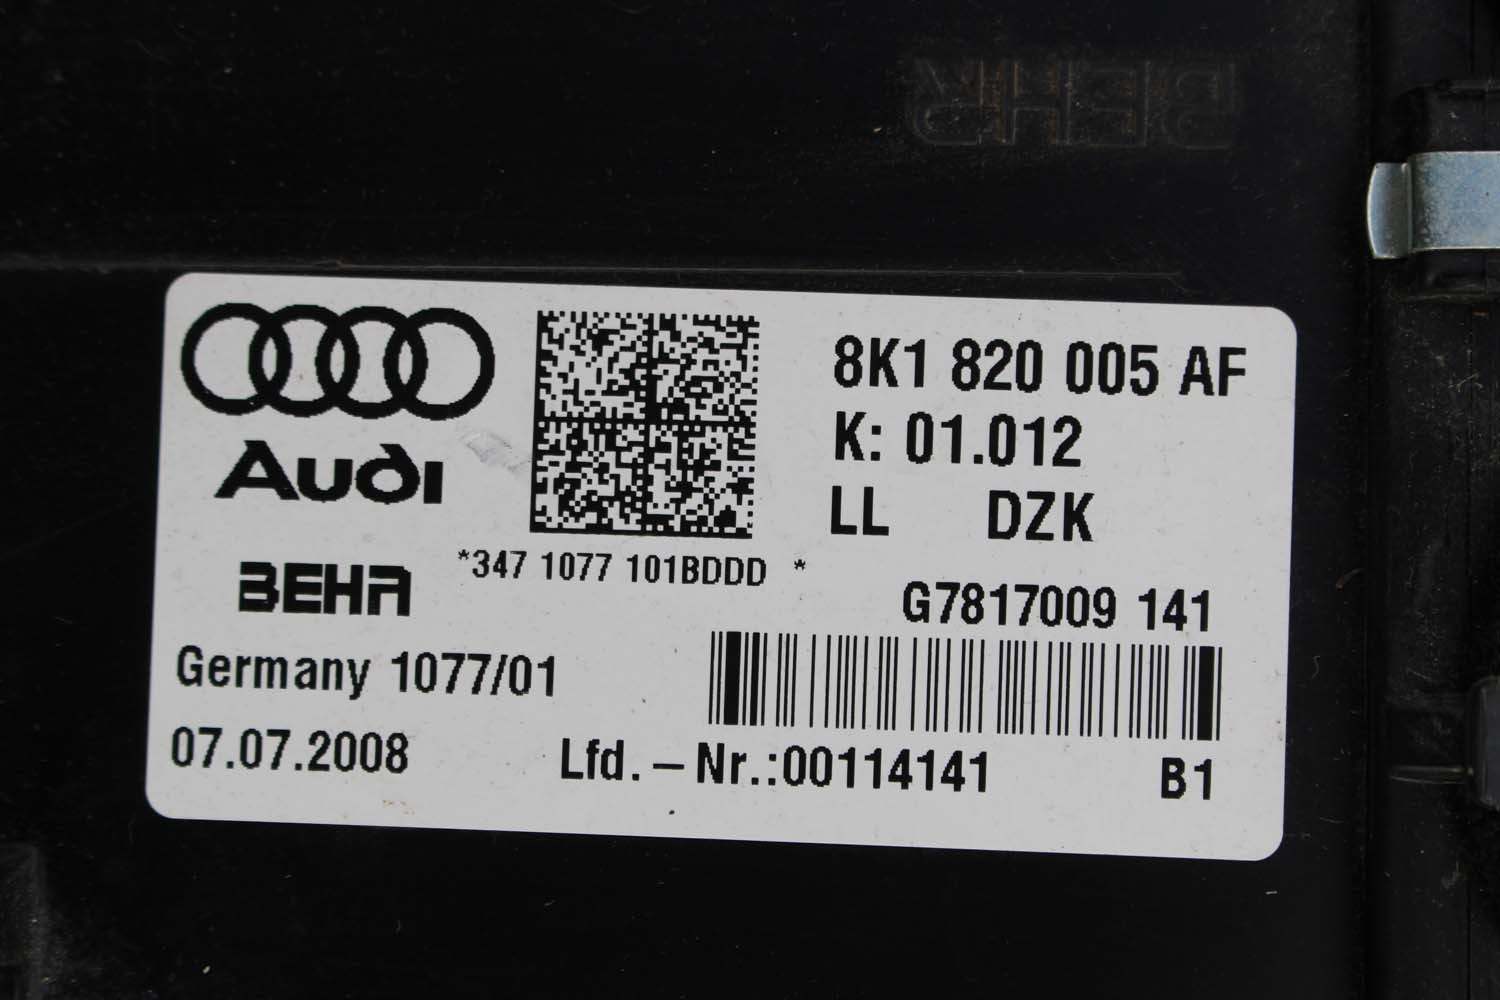 BEHR
8K1 820 005 AF
K: 01.012
LL DZK
Audi
*347 1077 101BDDD *
BEHR
G7817009 141
Germany 1077/01
07.07.2008
Lfd.-Nr.:00114141
B1